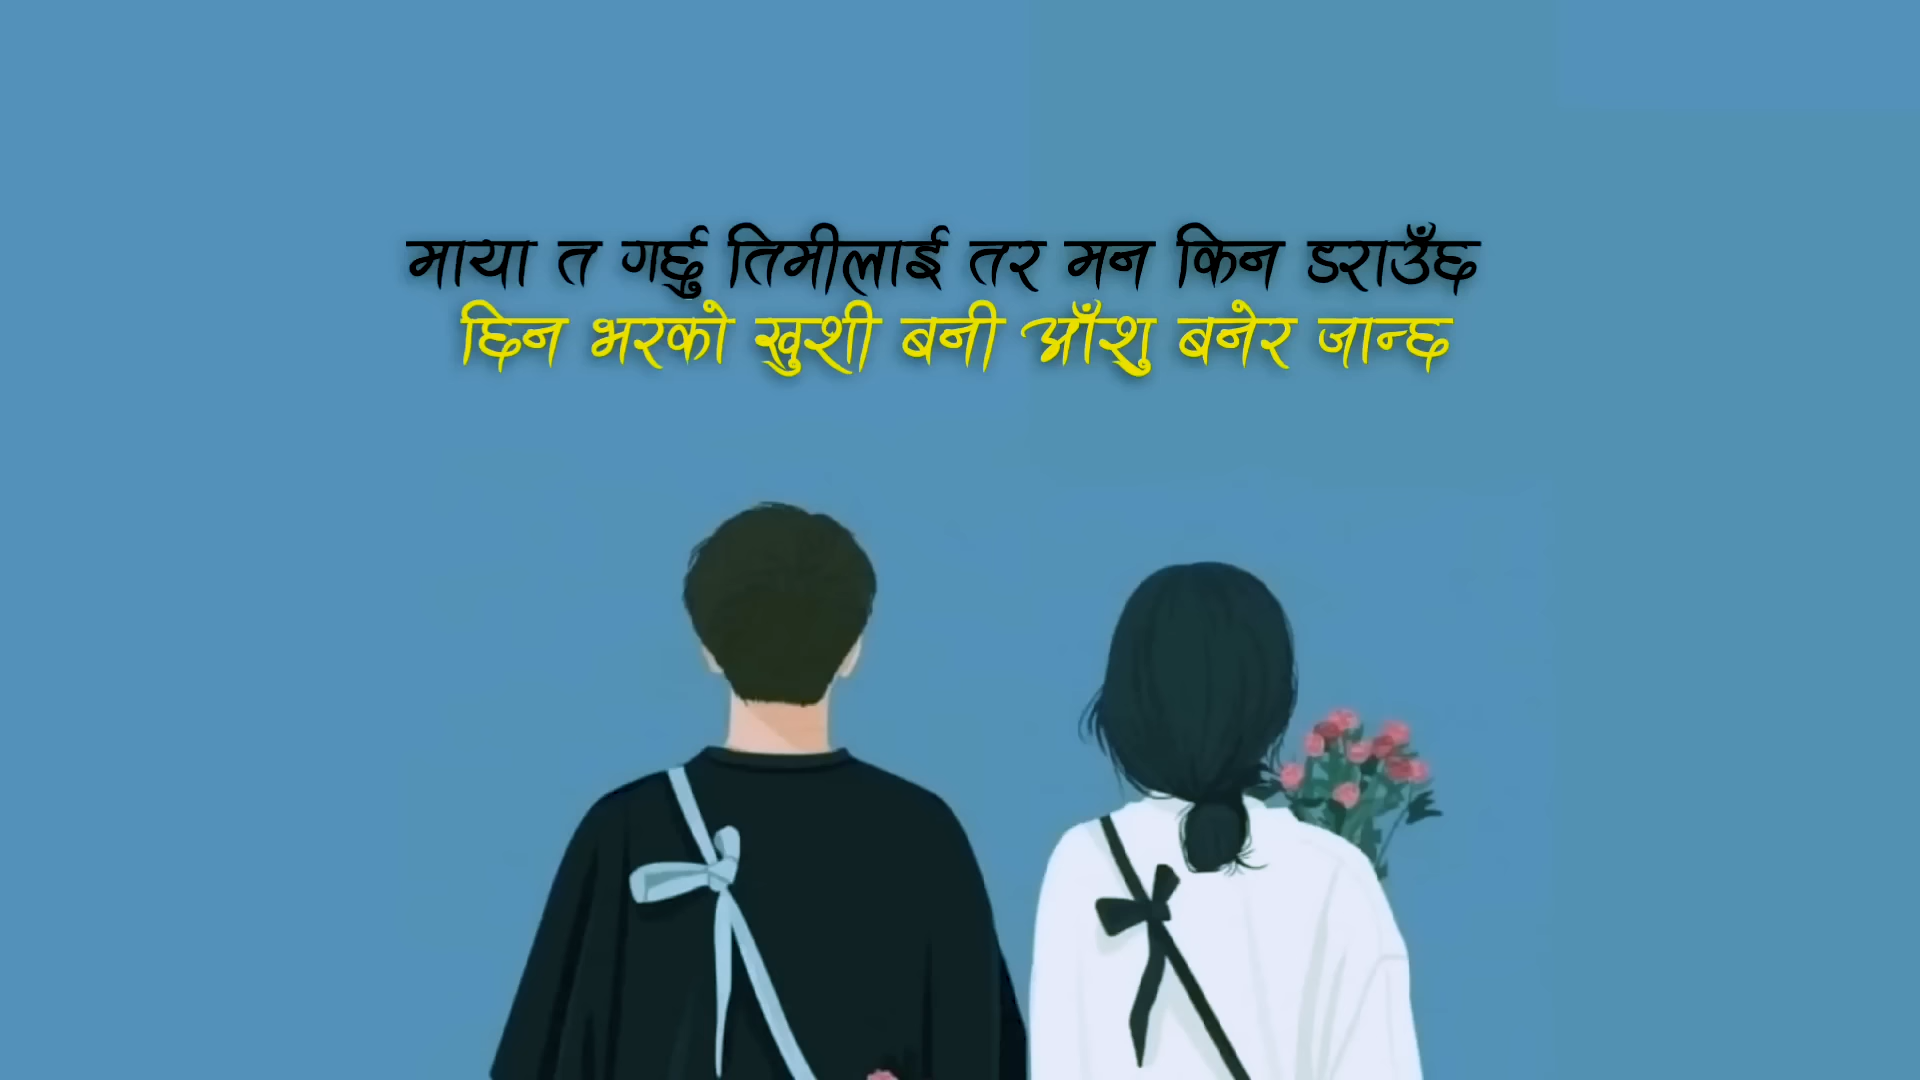 माया त गर्छु तिमीलाई तर मन किन डराउँछ
छिन भरको खुशी बनी आँशु बनेर जान्छ